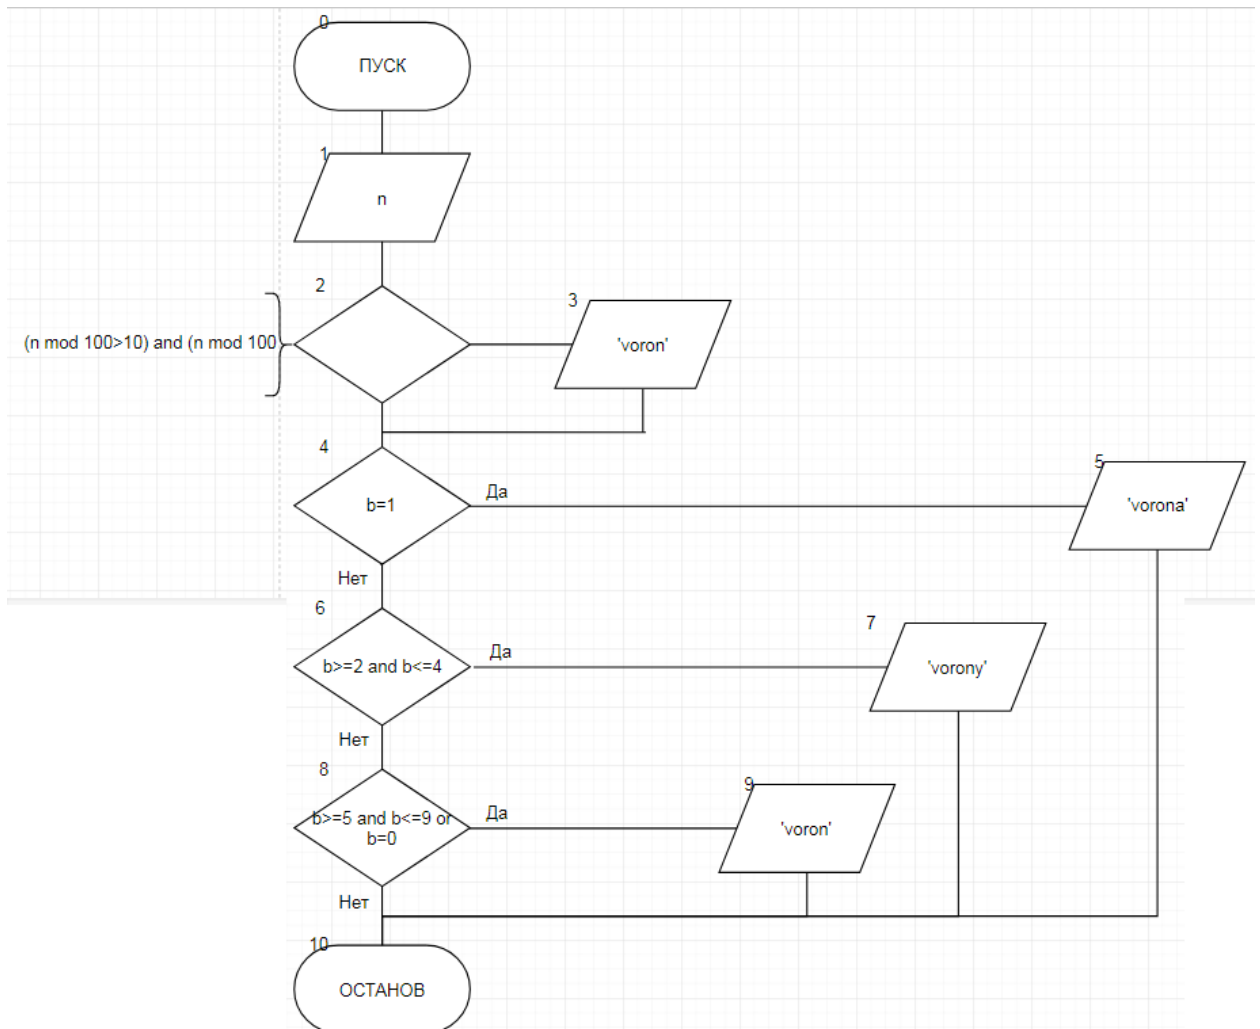 0
ПУСК
1
n
2
(n mod 100>10) and (n mod 100
3
'voron'
4
b=1
Да
5
'vorona'
Нет
6
b>=2 and b<=4
Да
7
'vorony'
Нет
8
b>=5 and b<=9 or
b=0
Да
9
'voron'
Нет
10
ОСТАНОВ